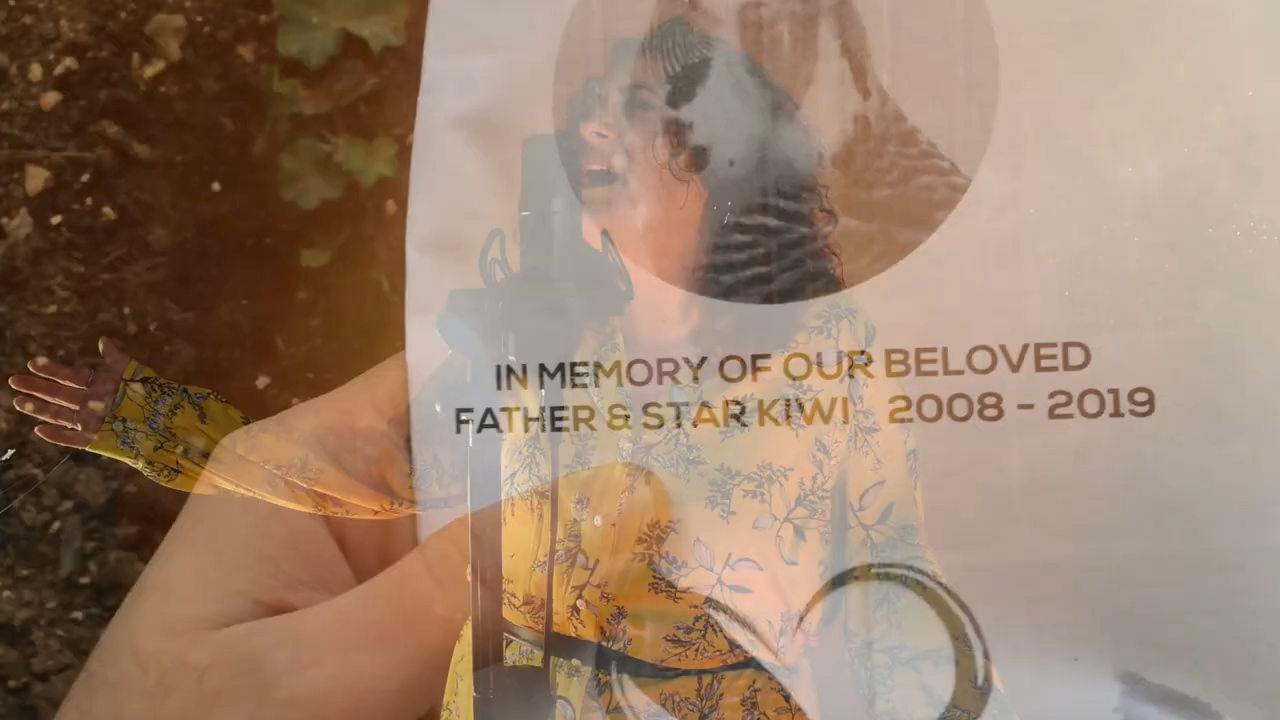 IN MEMORY OF OUR BELOVED
FATHER & STAR KIWI 2008 - 2019